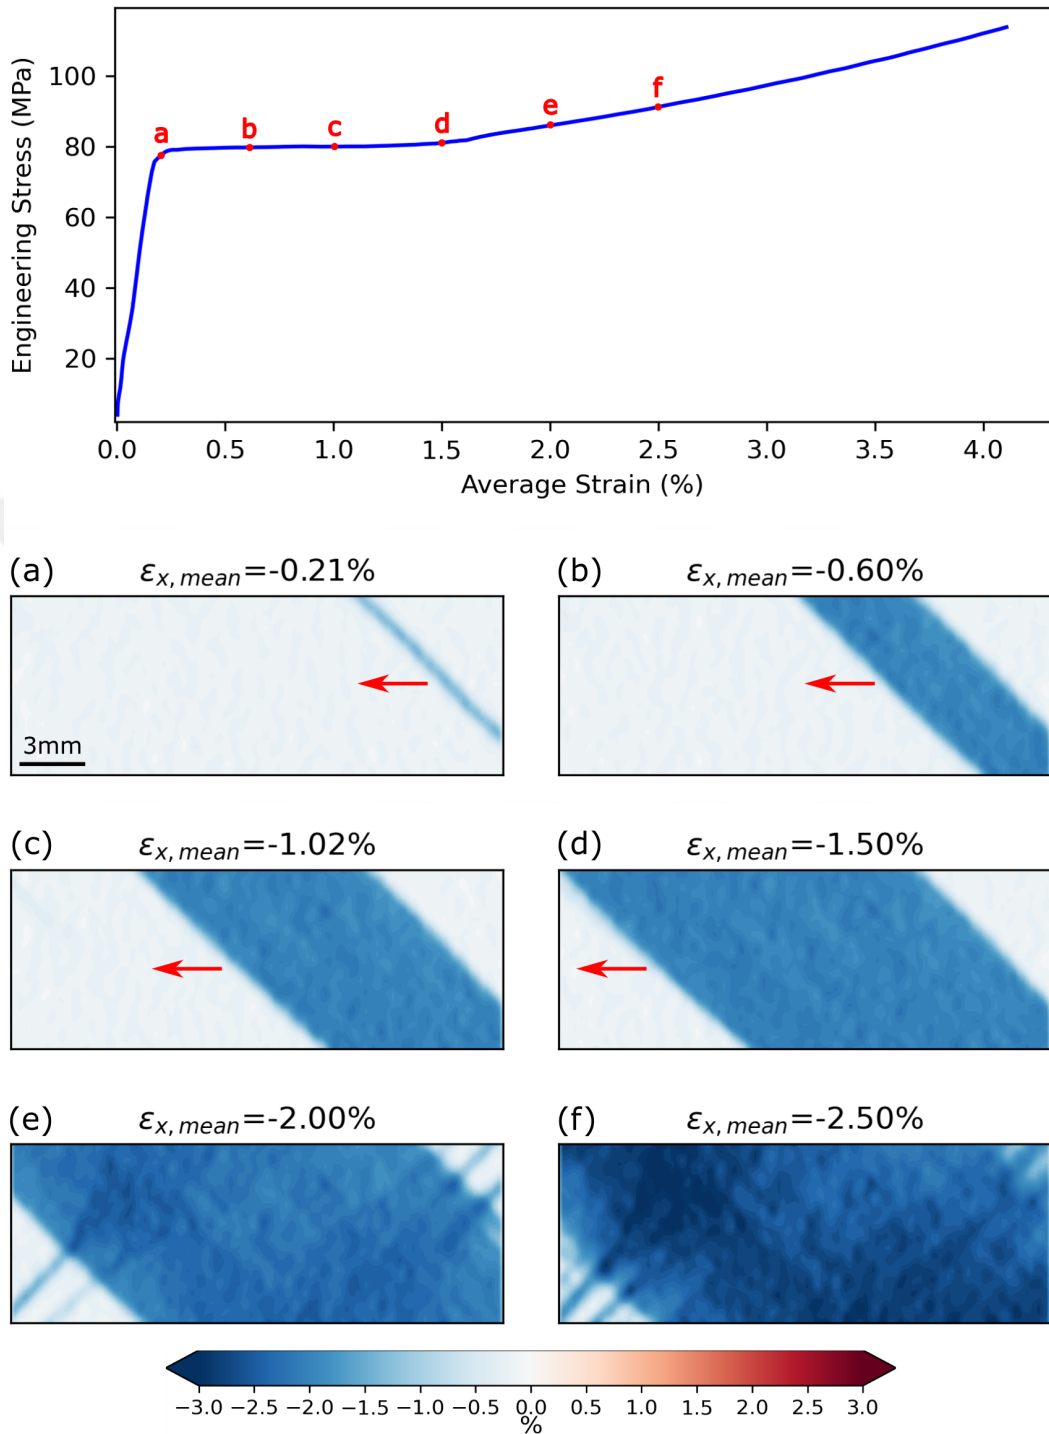 Engineering Stress (MPa)
100
80
60
40
20
a
b
c
d
e
f
0.0 0.5 1.0 1.5 2.0 2.5 3.0 3.5 4.0
Average Strain (%)
(a) εx, mean=-0.21%
(b) εx, mean=-0.60%
3mm
(c) εx, mean=-1.02%
(d) εx, mean=-1.50%
(e) εx, mean=-2.00%
(f) εx, mean=-2.50%
−3.0 −2.5 −2.0 −1.5 −1.0 −0.5 0.0 0.5 1.0 1.5 2.0 2.5 3.0
%